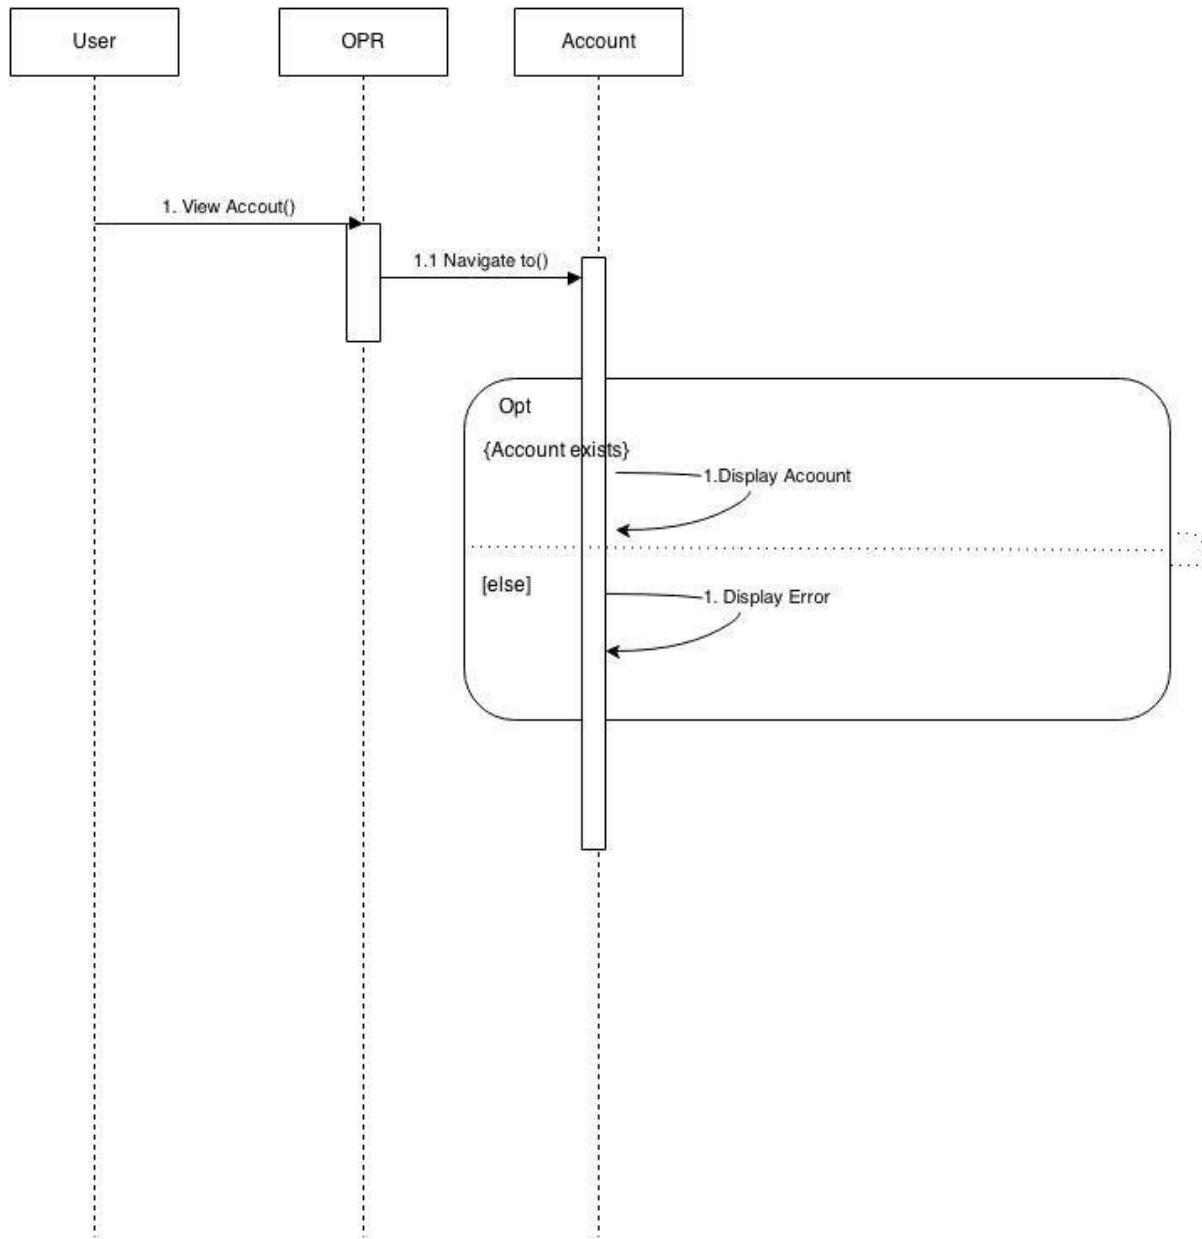 User
OPR
Account
1. View Accout()
1.1 Navigate to()
Opt
{Account exists}
1.Display Acoount
[else]
1. Display Error